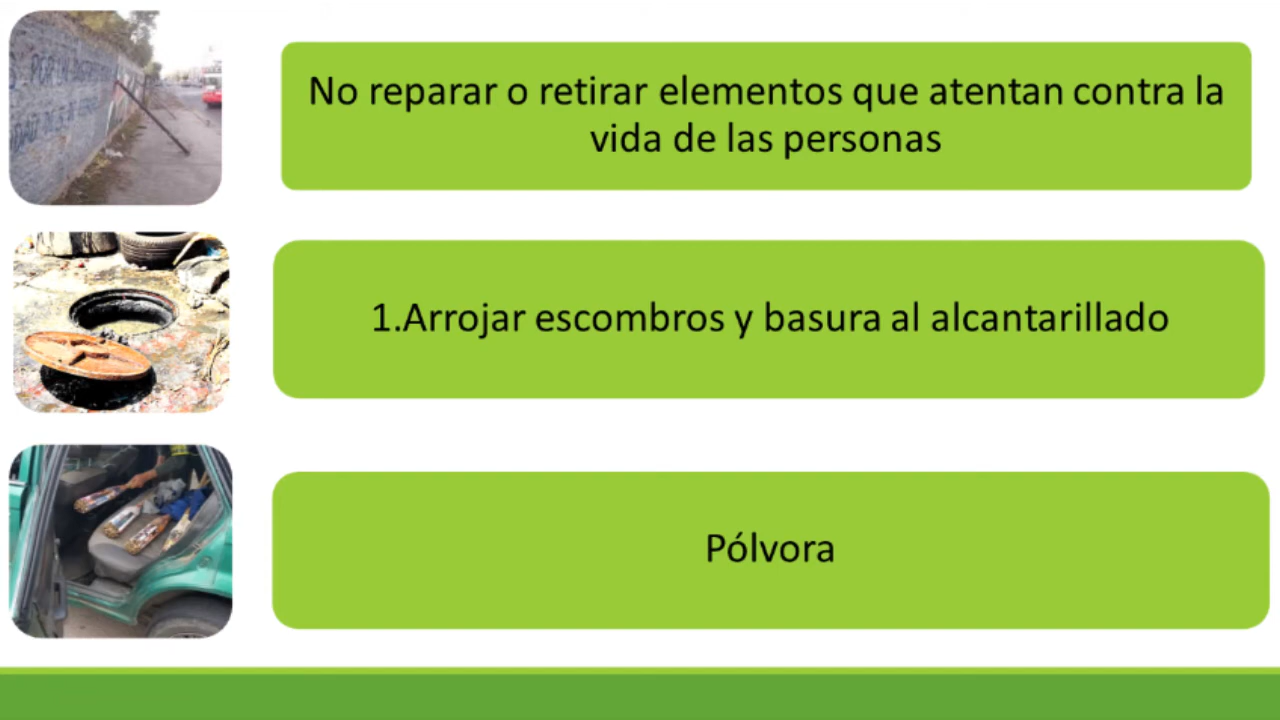 No reparar o retirar elementos que atentan contra la
vida de las personas
1.Arrojar escombros y basura al alcantarillado
Pólvora